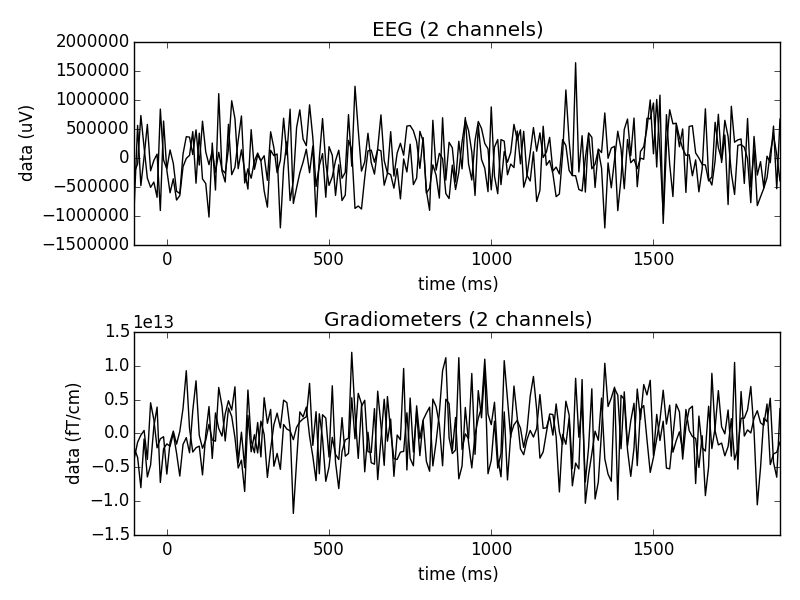 EEG (2 channels)
2000000
1500000
1000000
500000
0
−500000
−1000000
−1500000
data (uV)
0 500 1000 1500
time (ms)
Gradiometers (2 channels)
1e13
1.5
1.0
0.5
0.0
−0.5
−1.0
−1.5
data (fT/cm)
0 500 1000 1500
time (ms)